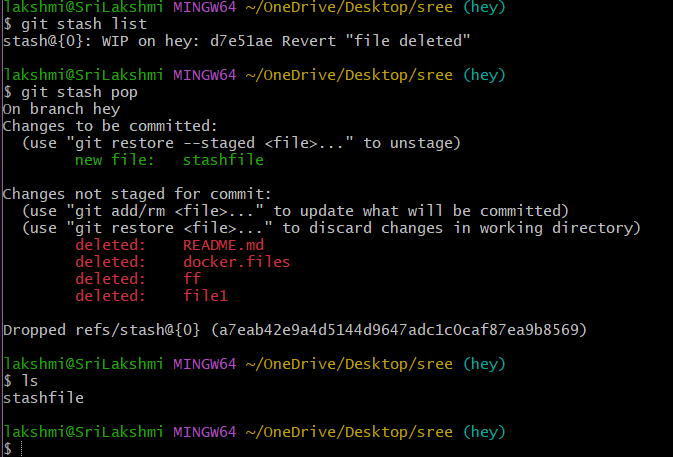 lakshmi@SriLakshmi MINGW64 ~/OneDrive/Desktop/sree (hey)
$ git stash list
stash@{0}: WIP on hey: d7e51ae Revert "file deleted"
lakshmi@SriLakshmi MINGW64 ~/OneDrive/Desktop/sree (hey)
$ git stash pop
On branch hey
Changes to be committed:
  (use "git restore --staged <file>..." to unstage)
        new file:   stashfile
Changes not staged for commit:
  (use "git add/rm <file>..." to update what will be committed)
  (use "git restore <file>..." to discard changes in working directory)
        deleted:    README.md
        deleted:    docker.files
        deleted:    ff
        deleted:    file1
Dropped refs/stash@{0} (a7eab42e9a4d5144d9647adc1c0caf87ea9b8569)
lakshmi@SriLakshmi MINGW64 ~/OneDrive/Desktop/sree (hey)
$ ls
stashfile
lakshmi@SriLakshmi MINGW64 ~/OneDrive/Desktop/sree (hey)
$